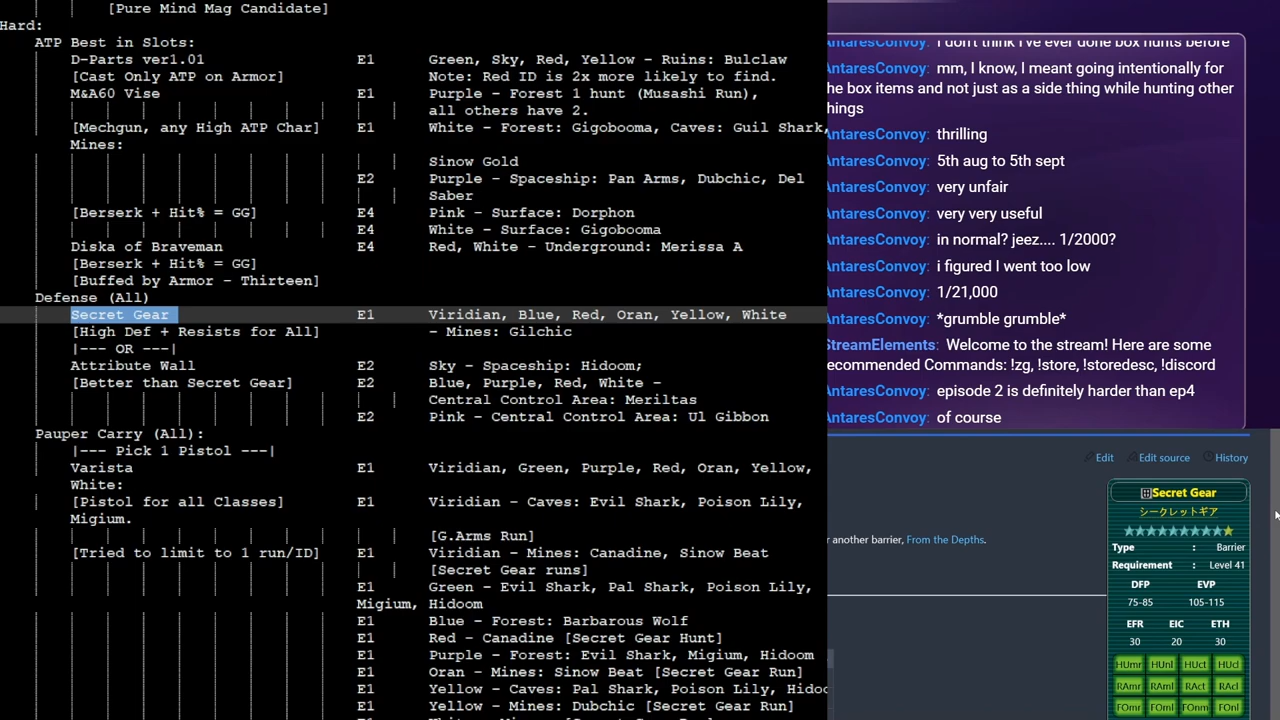 [Pure Mind Mag Candidate]
Hard:
ATP Best in Slots:
D-Parts ver1.01 E1 Green, Sky, Red, Yellow - Ruins: Bulclaw
[Cast Only ATP on Armor] Note: Red ID is 2x more likely to find.
M&A60 Vise E1 Purple - Forest 1 hunt (Musashi Run),
all others have 2.
[Mechgun, any High ATP Char] E1 White - Forest: Gigobooma, Caves: Guil Shark,
Mines:
Sinow Gold
E2 Purple - Spaceship: Pan Arms, Dubchic, Del
Saber
[Berserk + Hit% = GG] E4 Pink - Surface: Dorphon
E4 White - Surface: Gigobooma
Diska of Braveman E4 Red, White - Underground: Merissa A
[Berserk + Hit% = GG]
[Buffed by Armor - Thirteen]
Defense (All)
Secret Gear E1 Viridian, Blue, Red, Oran, Yellow, White
[High Def + Resists for All] - Mines: Gilchic
|--- OR ---|
Attribute Wall E2 Sky - Spaceship: Hidoom;
[Better than Secret Gear] E2 Blue, Purple, Red, White -
Central Control Area: Meriltas
E2 Pink - Central Control Area: Ul Gibbon
Pauper Carry (All):
|--- Pick 1 Pistol ---|
Varista E1 Viridian, Green, Purple, Red, Oran, Yellow,
White:
[Pistol for all Classes] E1 Viridian - Caves: Evil Shark, Poison Lily,
Migium.
[G.Arms Run]
[Tried to limit to 1 run/ID] E1 Viridian - Mines: Canadine, Sinow Beat
[Secret Gear runs]
E1 Green - Evil Shark, Pal Shark, Poison Lily,
Migium, Hidoom
E1 Blue - Forest: Barbarous Wolf
E1 Red - Canadine [Secret Gear Hunt]
E1 Purple - Forest: Evil Shark, Migium, Hidoom
E1 Oran - Mines: Sinow Beat [Secret Gear Run]
E1 Yellow - Caves: Pal Shark, Poison Lily, Hidoo
E1 Yellow - Mines: Dubchic [Secret Gear Run]
AntaresConvoy: I don't think I've ever done box hunts before
AntaresConvoy: mm, I know, I meant going intentionally for
he box items and not just as a side thing while hunting other
hings
AntaresConvoy: thrilling
AntaresConvoy: 5th aug to 5th sept
AntaresConvoy: very unfair
AntaresConvoy: very very useful
AntaresConvoy: in normal? jeez.... 1/2000?
AntaresConvoy: i figured I went too low
AntaresConvoy: 1/21,000
AntaresConvoy: *grumble grumble*
StreamElements: Welcome to the stream! Here are some
ecommended Commands: !zg, !store, !storedesc, !discord
AntaresConvoy: episode 2 is definitely harder than ep4
AntaresConvoy: of course
Edit Edit source History
r another barrier, From the Depths.
Secret Gear
シークレットギア
Type : Barrier
Requirement : Level 41
DFP EVP
75-85 105-115
EFR EIC ETH
30 20 30
HUmr HUnl HUct HUcl
RAmr RAml RAct RAcl
FOmr FOml FOnm FOnl